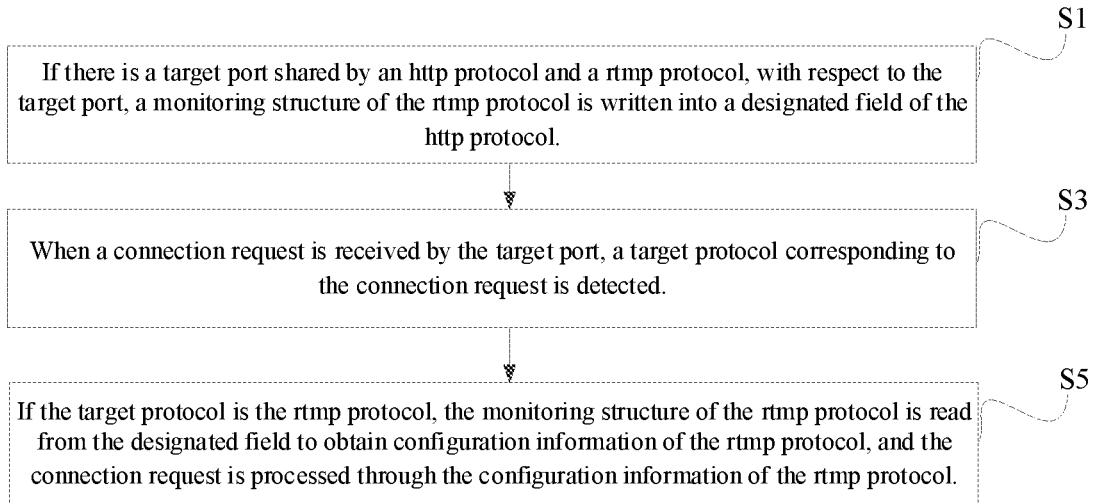 S1
If there is a target port shared by an http protocol and a rtmp protocol, with respect to the
target port, a monitoring structure of the rtmp protocol is written into a designated field of the
http protocol.
S3
When a connection request is received by the target port, a target protocol corresponding to
the connection request is detected.
S5
If the target protocol is the rtmp protocol, the monitoring structure of the rtmp protocol is read
from the designated field to obtain configuration information of the rtmp protocol, and the
connection request is processed through the configuration information of the rtmp protocol.